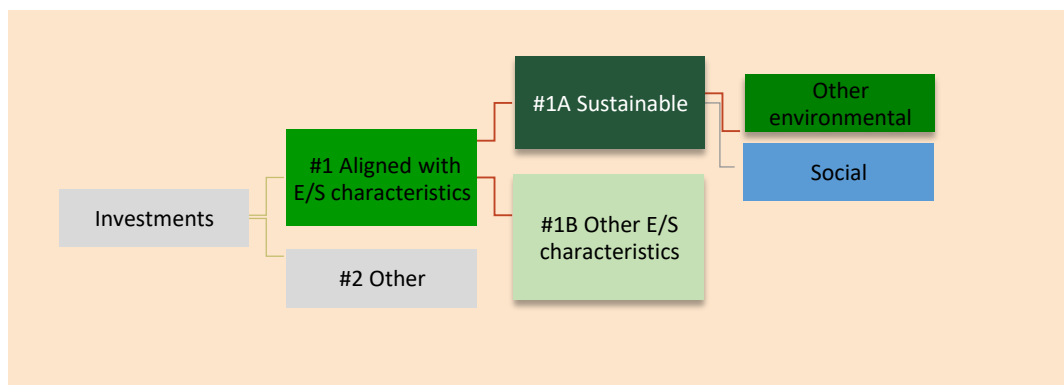 Investments
#1 Aligned with
E/S characteristics
#2 Other
#1A Sustainable
#1B Other E/S
characteristics
Other
environmental
Social